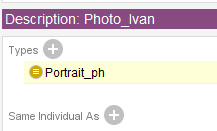 Description: Photo_Ivan
Types
Portrait_ph
Same Individual As